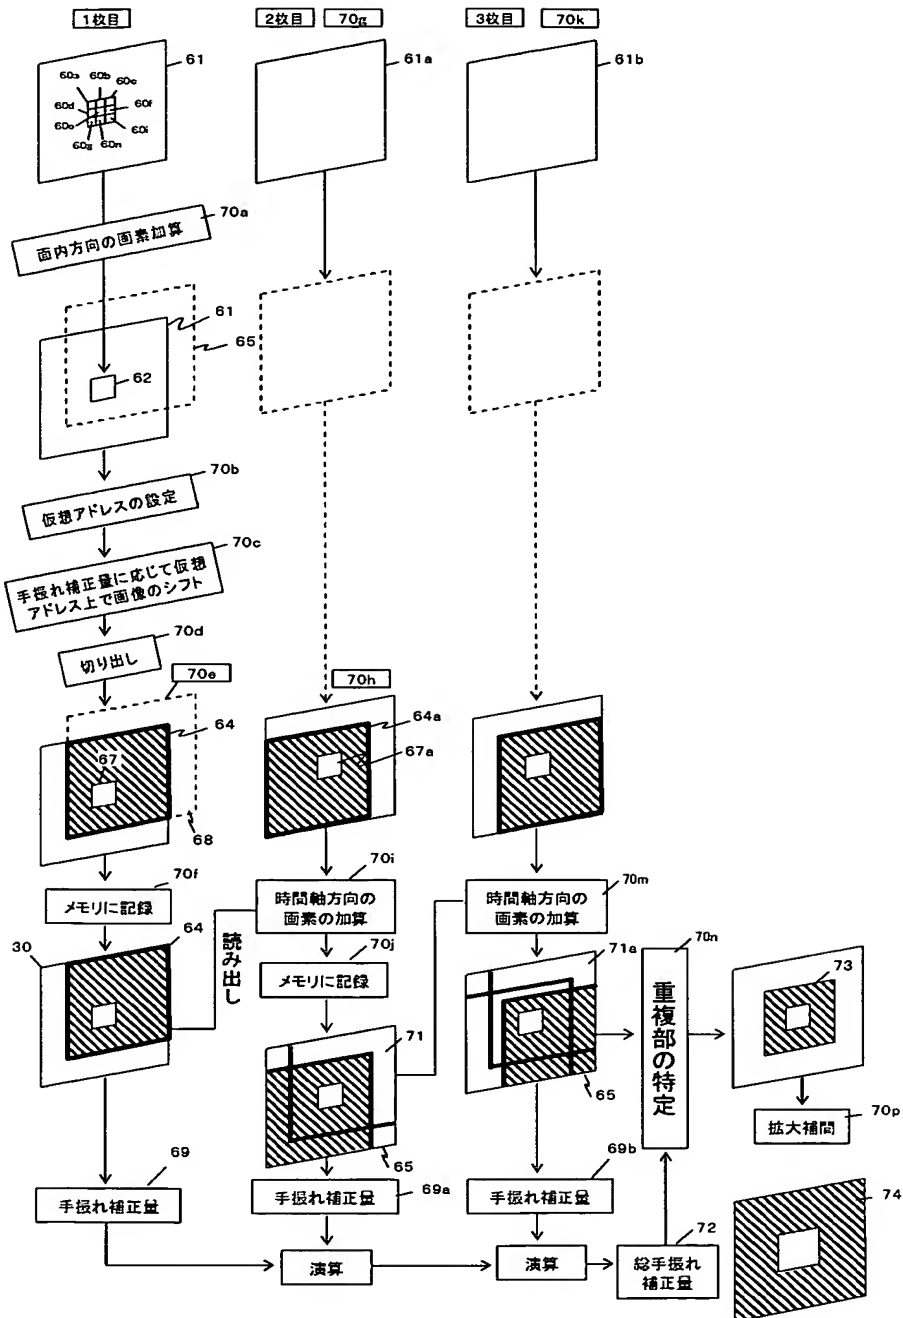 1枚目
2枚目
70g
3枚目
70k
61
61a
61b
60a
60b
60c
60d
60f
60e
60i
60g
60n
70a
面内方向の画素加算
61
65
62
70b
仮想アドレスの設定
70c
手振れ補正量に応じて仮想
アドレス上で画像のシフト
70d
切り出し
70e
70h
64
64a
67
67a
68
70f
70i
70m
メモリに記録
時間軸方向の
画素の加算
時間軸方向の
画素の加算
70n
30
64
読み出し
70j
メモリに記録
71a
重複部の特定
73
71
65
65
拡大補間
70p
69
69a
69b
手振れ補正量
手振れ補正量
手振れ補正量
74
72
演算
演算
総手振れ
補正量